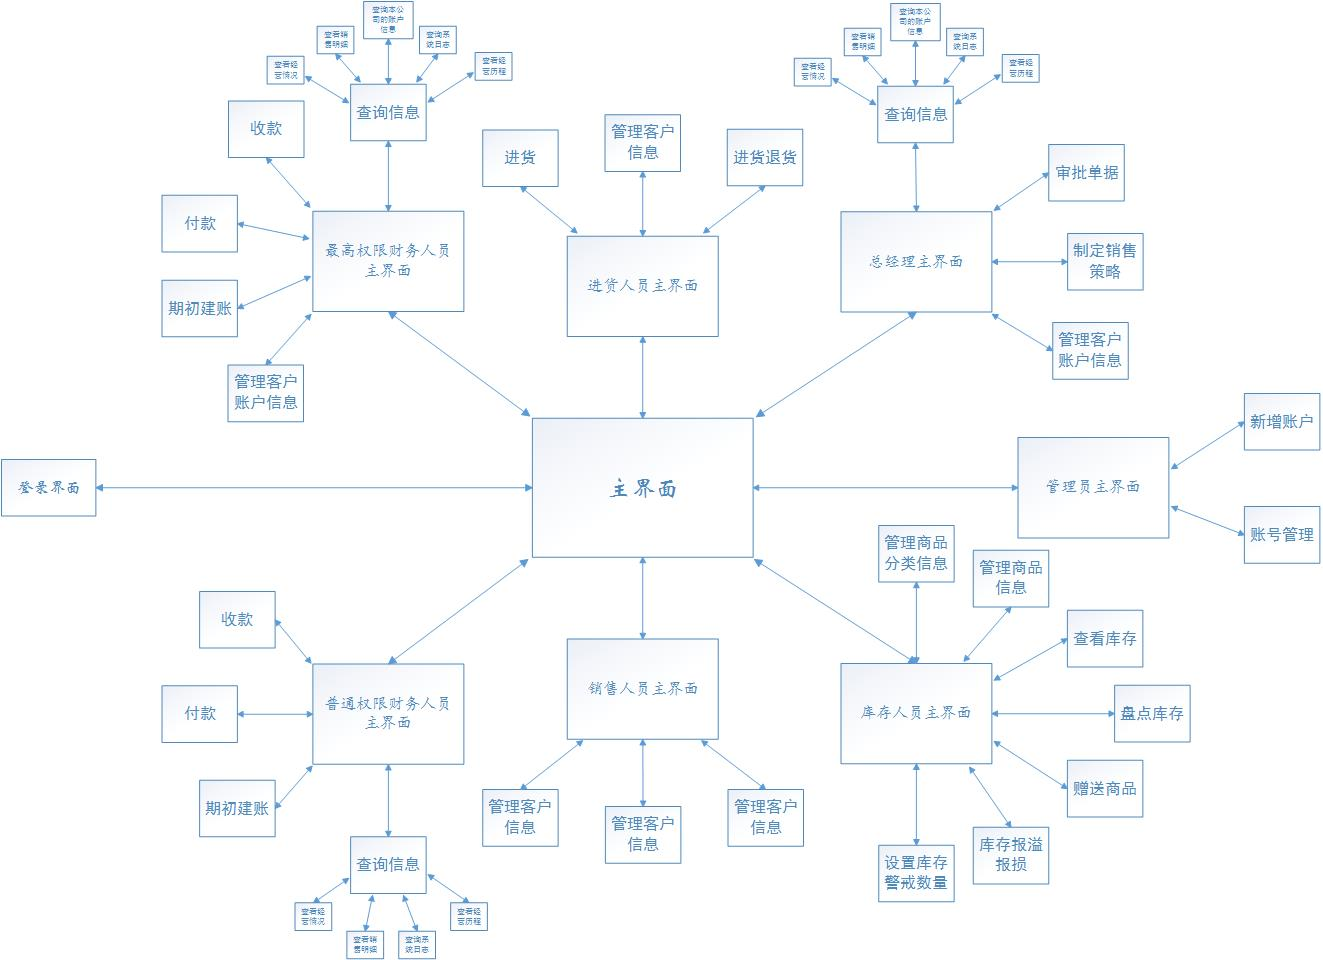 查询本公
司的账户
信息
查看销
售明细
查询系
统日志
查看经
营情况
查看经
营历程
查询信息
收款
付款
期初建账
管理客户
账户信息
最高权限财务人员
主界面
进货
管理客户
信息
进货退货
进货人员主界面
查询本公
司的账户
信息
查看销
售明细
查询系
统日志
查看经
营情况
查看经
营历程
查询信息
审批单据
制定销售
策略
管理客户
账户信息
总经理主界面
登录界面
主界面
管理员主界面
新增账户
账号管理
收款
付款
期初建账
普通权限财务人员
主界面
查询信息
查看经
营情况
查看销
售明细
查询系
统日志
查看经
营历程
销售人员主界面
管理客户
信息
管理客户
信息
管理客户
信息
管理商品
分类信息
管理商品
信息
查看库存
盘点库存
赠送商品
库存报溢
报损
设置库存
警戒数量
库存人员主界面